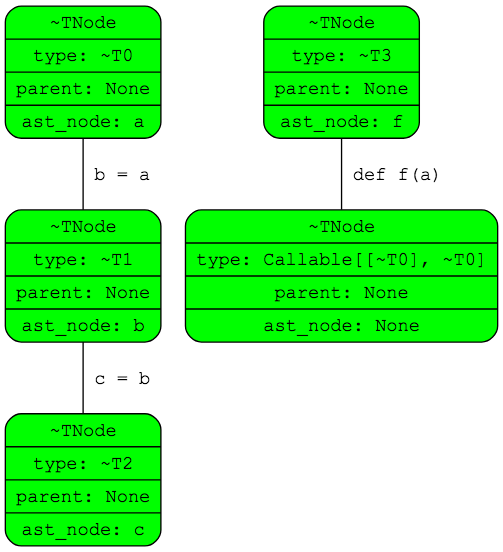 ~TNode
type: ~T0
parent: None
ast_node: a
b = a
~TNode
type: ~T1
parent: None
ast_node: b
c = b
~TNode
type: ~T2
parent: None
ast_node: c
~TNode
type: ~T3
parent: None
ast_node: f
def f(a)
~TNode
type: Callable[[~T0], ~T0]
parent: None
ast_node: None